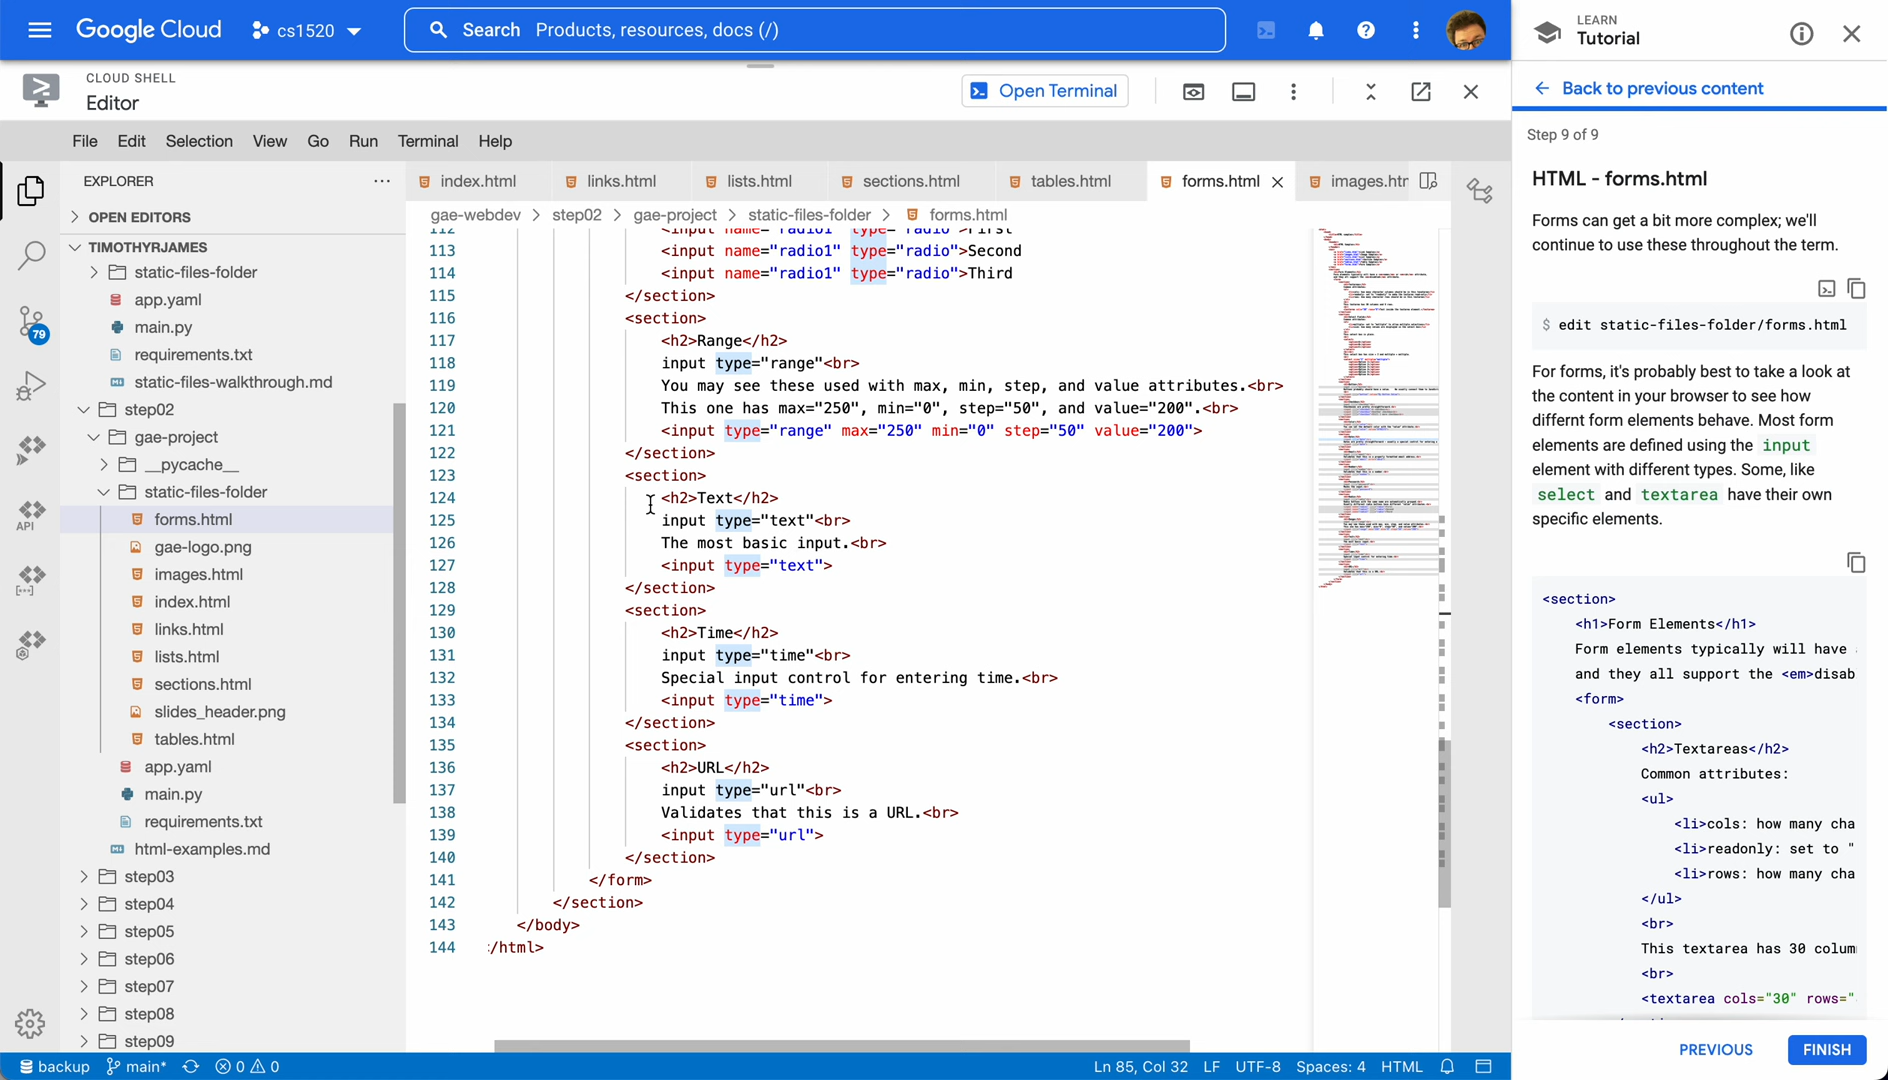 Google Cloud
cs1520
Search Products, resources, docs (/)
CLOUD SHELL
Editor
Open Terminal
File Edit Selection View Go Run Terminal Help
EXPLORER
OPEN EDITORS
TIMOTHYRJAMES
static-files-folder
app.yaml
main.py
requirements.txt
static-files-walkthrough.md
step02
gae-project
__pycache__
static-files-folder
forms.html
gae-logo.png
images.html
index.html
links.html
lists.html
sections.html
slides_header.png
tables.html
app.yaml
main.py
requirements.txt
html-examples.md
step03
step04
step05
step06
step07
step08
step09
79
API
index.html links.html lists.html sections.html tables.html forms.html images.htr
gae-webdev > step02 > gae-project > static-files-folder > forms.html
112 <input name="radio1" type="radio">First
113 <input name="radio1" type="radio">Second
114 <input name="radio1" type="radio">Third
115 </section>
116 <section>
117 <h2>Range</h2>
118 input type="range"<br>
119 You may see these used with max, min, step, and value attributes.<br>
120 This one has max="250", min="0", step="50", and value="200".<br>
121 <input type="range" max="250" min="0" step="50" value="200">
122 </section>
123 <section>
124 <h2>Text</h2>
125 input type="text"<br>
126 The most basic input.<br>
127 <input type="text">
128 </section>
129 <section>
130 <h2>Time</h2>
131 input type="time"<br>
132 Special input control for entering time.<br>
133 <input type="time">
134 </section>
135 <section>
136 <h2>URL</h2>
137 input type="url"<br>
138 Validates that this is a URL.<br>
139 <input type="url">
140 </section>
141 </form>
142 </section>
143 </body>
144 /html>
backup main* 0 0
Ln 85, Col 32 LF UTF-8 Spaces: 4 HTML
LEARN
Tutorial
Back to previous content
Step 9 of 9
HTML - forms.html
Forms can get a bit more complex; we'll
continue to use these throughout the term.
$ edit static-files-folder/forms.html
For forms, it's probably best to take a look at
the content in your browser to see how
differnt form elements behave. Most form
elements are defined using the input
element with different types. Some, like
select and textarea have their own
specific elements.
<section>
<h1>Form Elements</h1>
Form elements typically will have
and they all support the <em>disab
<form>
<section>
<h2>Textareas</h2>
Common attributes:
<ul>
<li>cols: how many cha
<li>readonly: set to "
<li>rows: how many cha
</ul>
<br>
This textarea has 30 colum
<br>
<textarea cols="30" rows="
PREVIOUS FINISH